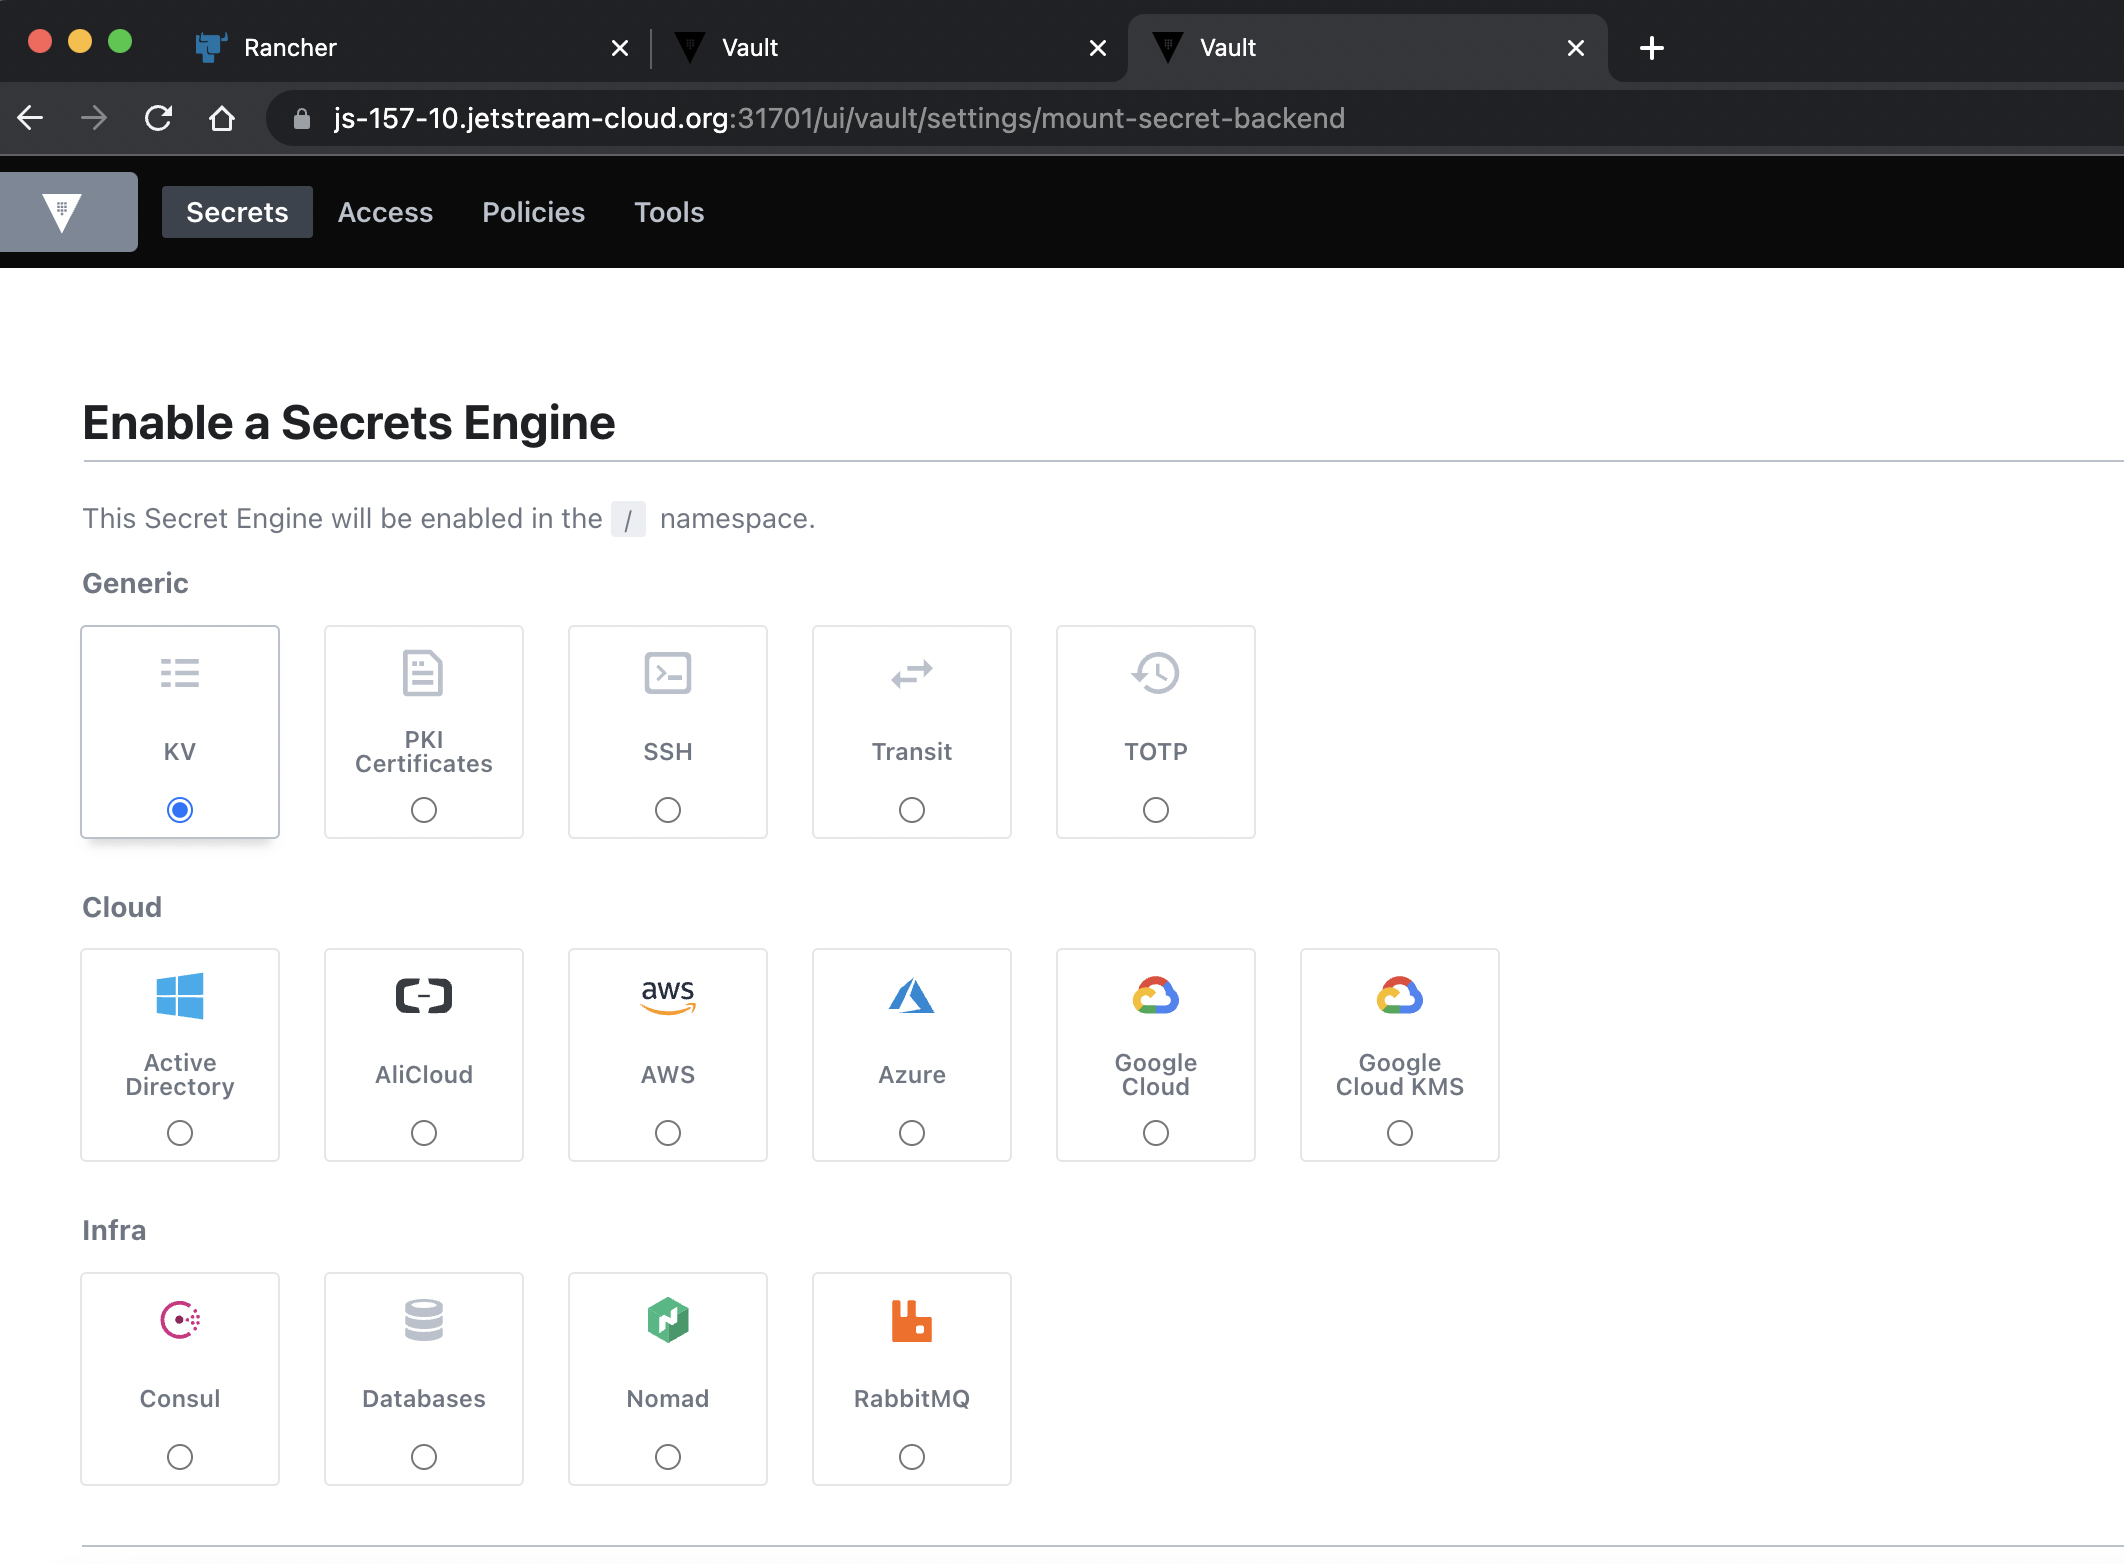 Rancher
Vault
Vault
js-157-10.jetstream-cloud.org:31701/ui/vault/settings/mount-secret-backend
Secrets Access Policies Tools
Enable a Secrets Engine
This Secret Engine will be enabled in the / namespace.
Generic
KV
PKI
Certificates
SSH
Transit
TOTP
Cloud
Active
Directory
AliCloud
aws
AWS
Azure
Google
Cloud
Google
Cloud KMS
Infra
Consul
Databases
Nomad
RabbitMQ